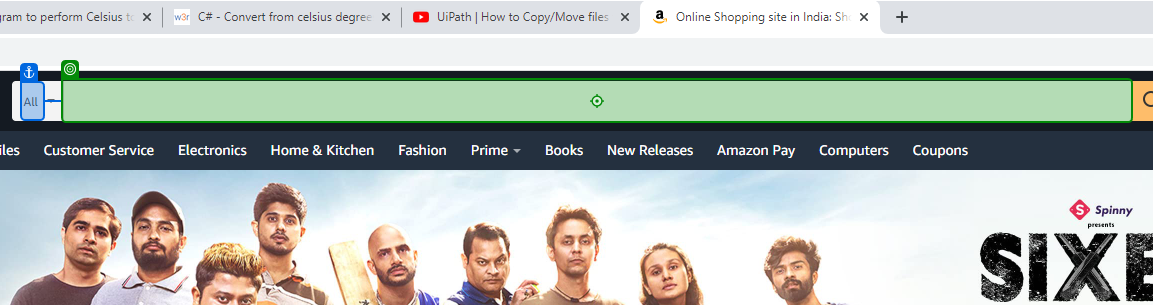 gram to perform Celsius to
w3r C# - Convert from celsius degree
UiPath | How to Copy/Move files
Online Shopping site in India: Sh
All
iles Customer Service Electronics Home & Kitchen Fashion Prime Books New Releases Amazon Pay Computers Coupons
S Spinny
presents
SIXE